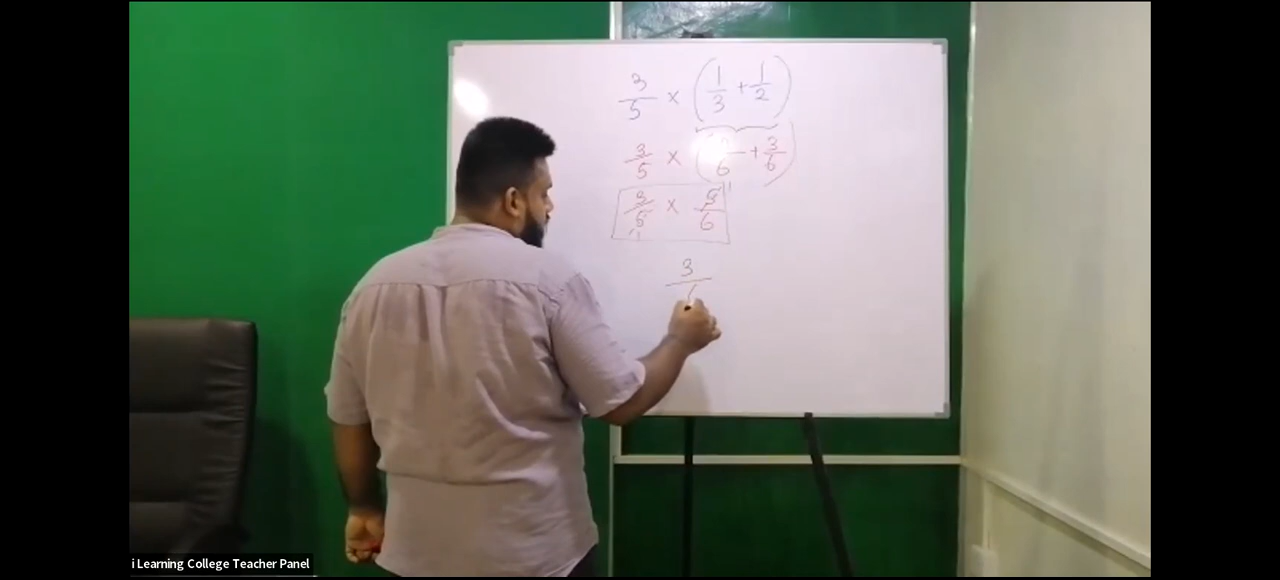 3/5 × (1/3 + 1/2)
3/5 × ( /6 + 3/6)
3/5 × 5/6
3/
i Learning College Teacher Panel